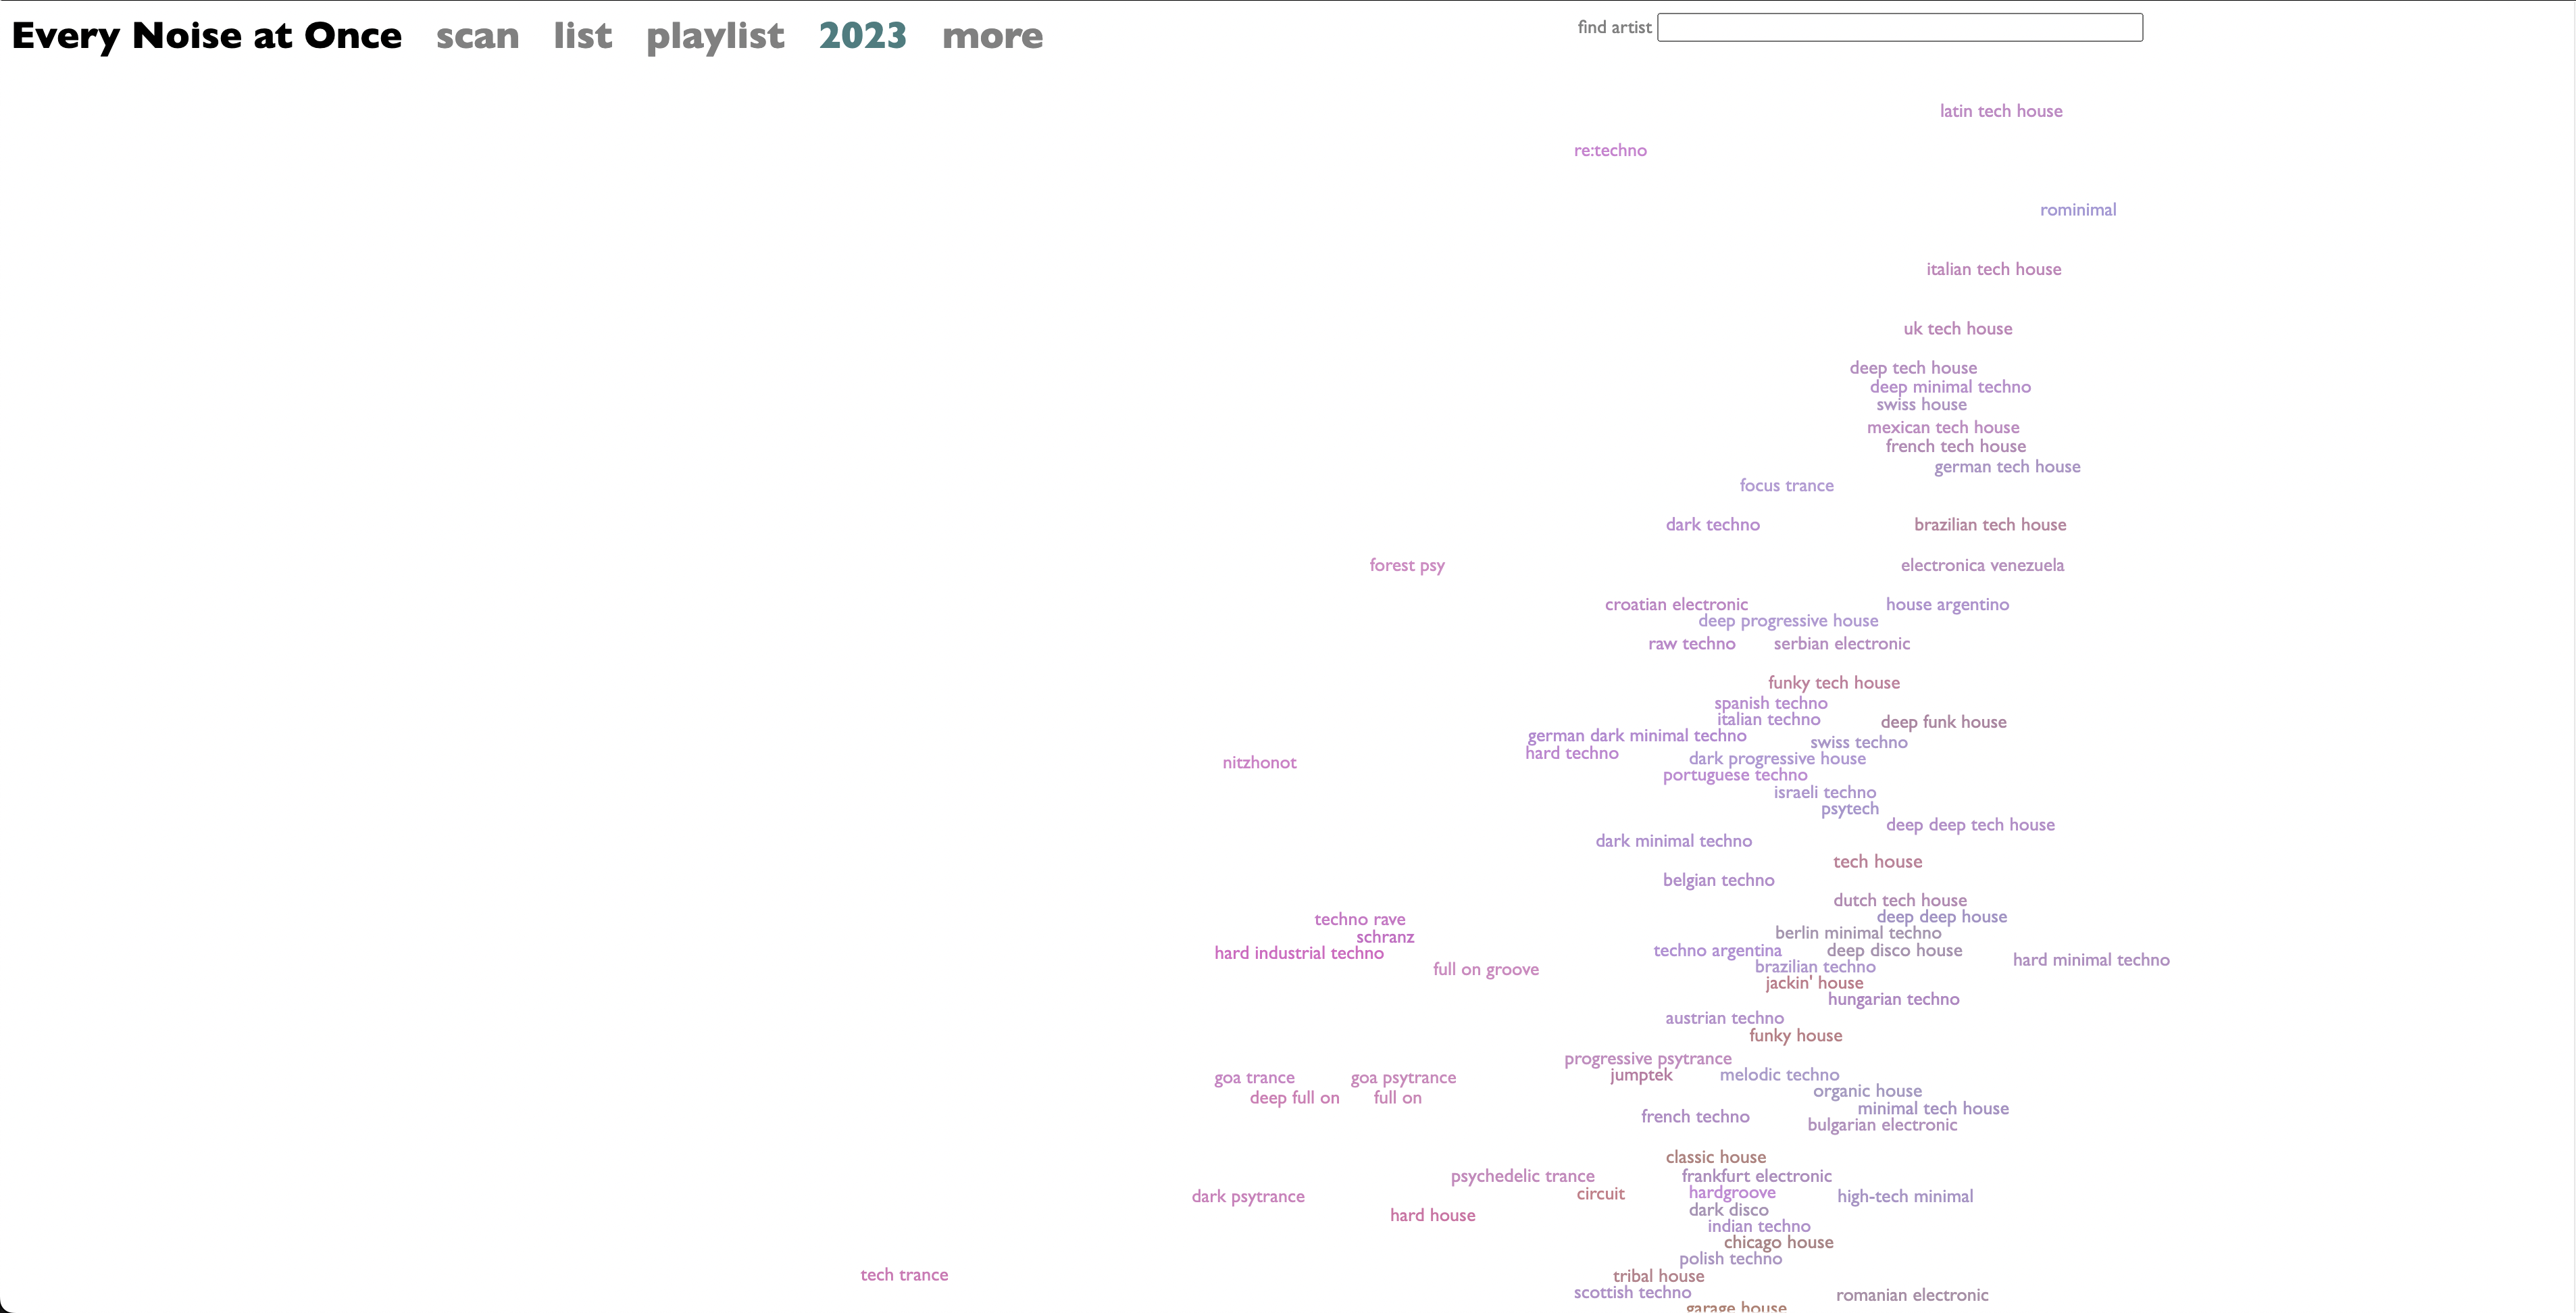 Every Noise at Once scan list playlist 2023 more
find artist
latin tech house
re:techno
rominimal
italian tech house
uk tech house
deep tech house
deep minimal techno
swiss house
mexican tech house
french tech house
german tech house
focus trance
dark techno brazilian tech house
forest psy electronica venezuela
croatian electronic house argentino
deep progressive house
raw techno serbian electronic
funky tech house
spanish techno
italian techno deep funk house
german dark minimal techno swiss techno
hard techno dark progressive house
nitzhonot
portuguese techno
israeli techno
psytech
deep deep tech house
dark minimal techno
tech house
belgian techno
dutch tech house
techno rave deep deep house
schranz berlin minimal techno
hard industrial techno techno argentina deep disco house hard minimal techno
full on groove brazilian techno
jackin' house
hungarian techno
austrian techno
funky house
progressive psytrance
goa trance goa psytrance jumptek melodic techno
organic house
deep full on full on minimal tech house
french techno bulgarian electronic
classic house
psychedelic trance frankfurt electronic
dark psytrance circuit hardgroove high-tech minimal
hard house dark disco
indian techno
chicago house
polish techno
tech trance tribal house
scottish techno romanian electronic
garage house